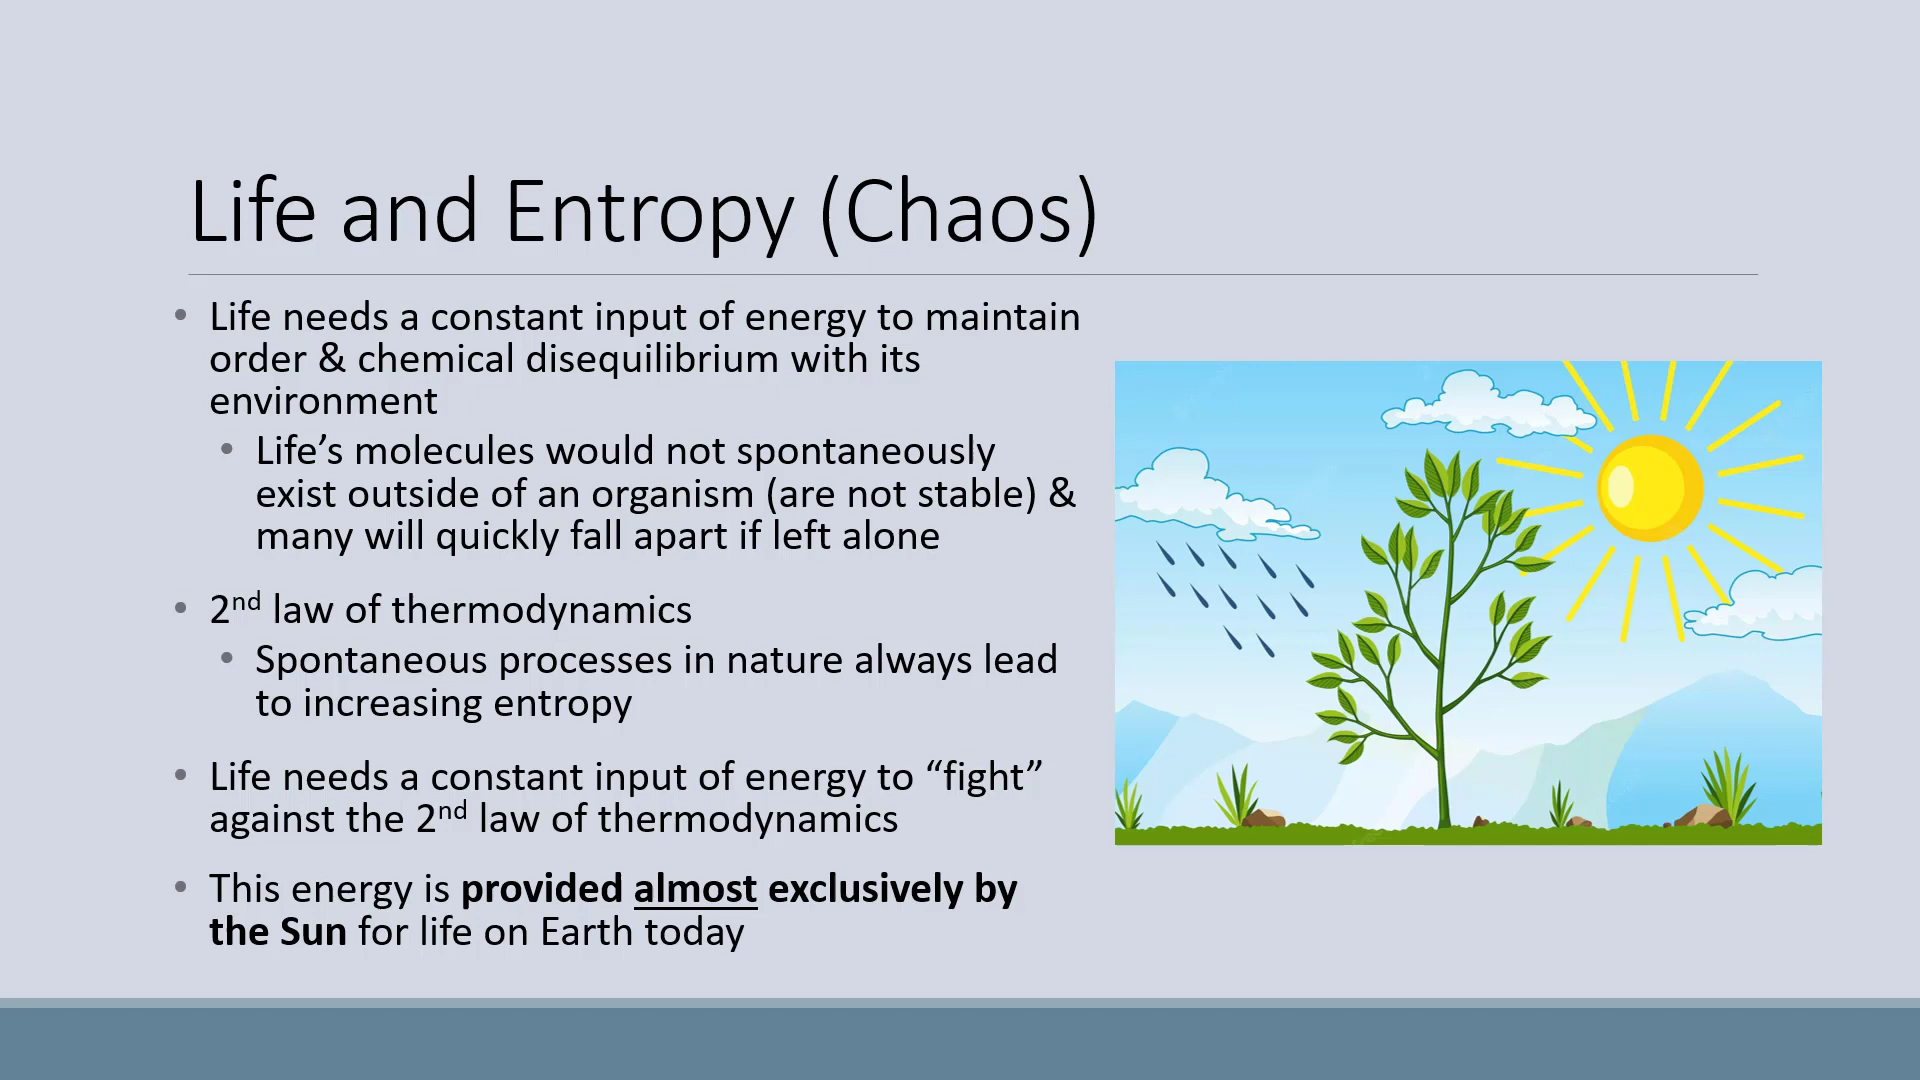 Life and Entropy (Chaos)
• Life needs a constant input of energy to maintain
order & chemical disequilibrium with its
environment
• Life’s molecules would not spontaneously
exist outside of an organism (are not stable) &
many will quickly fall apart if left alone
• 2nd law of thermodynamics
• Spontaneous processes in nature always lead
to increasing entropy
• Life needs a constant input of energy to “fight”
against the 2nd law of thermodynamics
• This energy is provided almost exclusively by
the Sun for life on Earth today